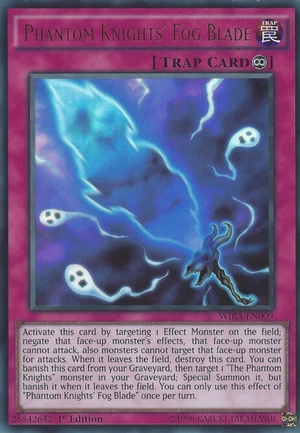 PHANTOM KNIGHTS' FOG BLADE
TRAP
罠
[TRAP CARD]
WIRA-EN009
Activate this card by targeting 1 Effect Monster on the field;
negate that face-up monster's effects, that face-up monster
cannot attack, also monsters cannot target that face-up monster
for attacks. When it leaves the field, destroy this card. You can
banish this card from your Graveyard, then target 1 "The Phantom
Knights" monster in your Graveyard; Special Summon it, but
banish it when it leaves the field. You can only use this effect of
"Phantom Knights' Fog Blade" once per turn.
25542642 1st Edition ©1996 KAZUKI TAKAHASHI